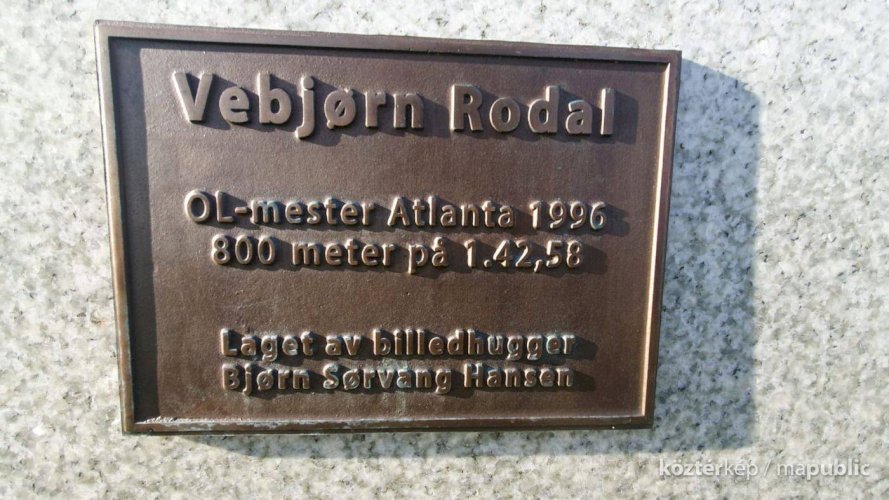 Vebjørn Rodal
OL-mester Atlanta 1996
800 meter på 1.42,58
Laget av billedhugger
Bjørn Sørvang Hansen
köztérkép / mapublic